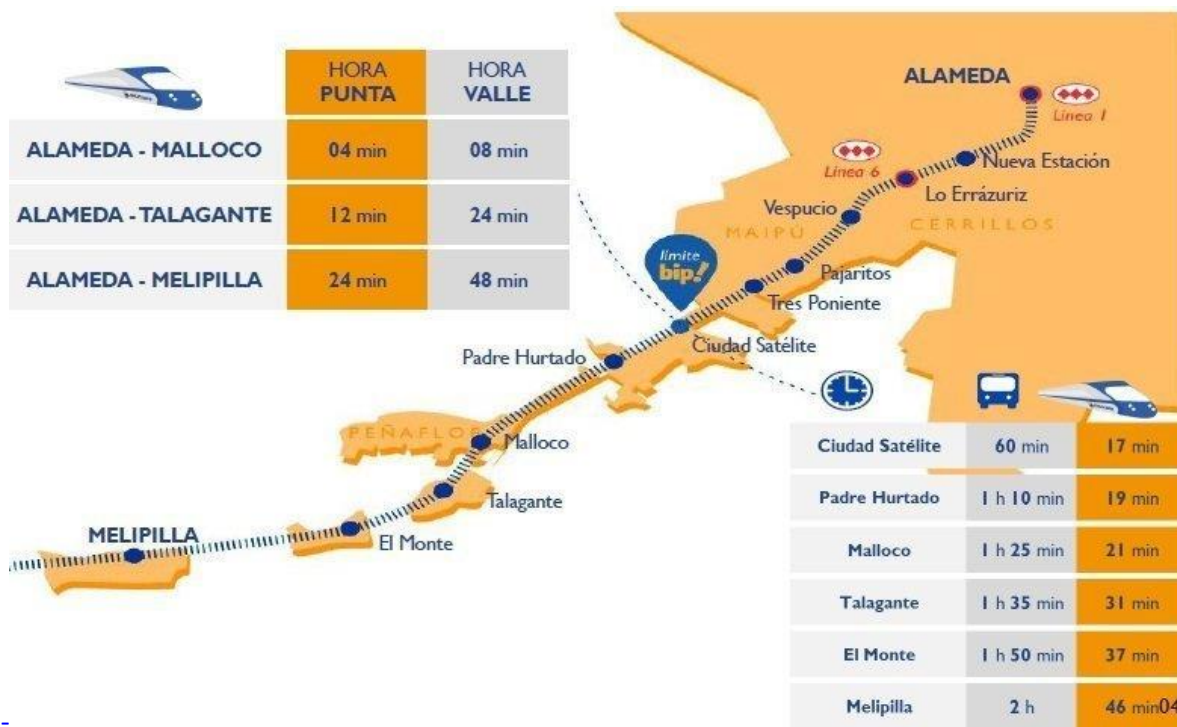 HORA PUNTA
HORA VALLE
ALAMEDA - MALLOCO 04 min 08 min
ALAMEDA - TALAGANTE 12 min 24 min
ALAMEDA - MELIPILLA 24 min 48 min
ALAMEDA
Línea 1
Línea 6
Nueva Estación
Lo Errázuriz
Vespucio
CERRILLOS
MAIPÚ
límite
bip!
Pajaritos
Tres Poniente
Ciudad Satélite
Padre Hurtado
PEÑAFLOR
Malloco
Talagante
El Monte
MELIPILLA
Ciudad Satélite 60 min 17 min
Padre Hurtado 1 h 10 min 19 min
Malloco 1 h 25 min 21 min
Talagante 1 h 35 min 31 min
El Monte 1 h 50 min 37 min
Melipilla 2 h 46 min
04
-